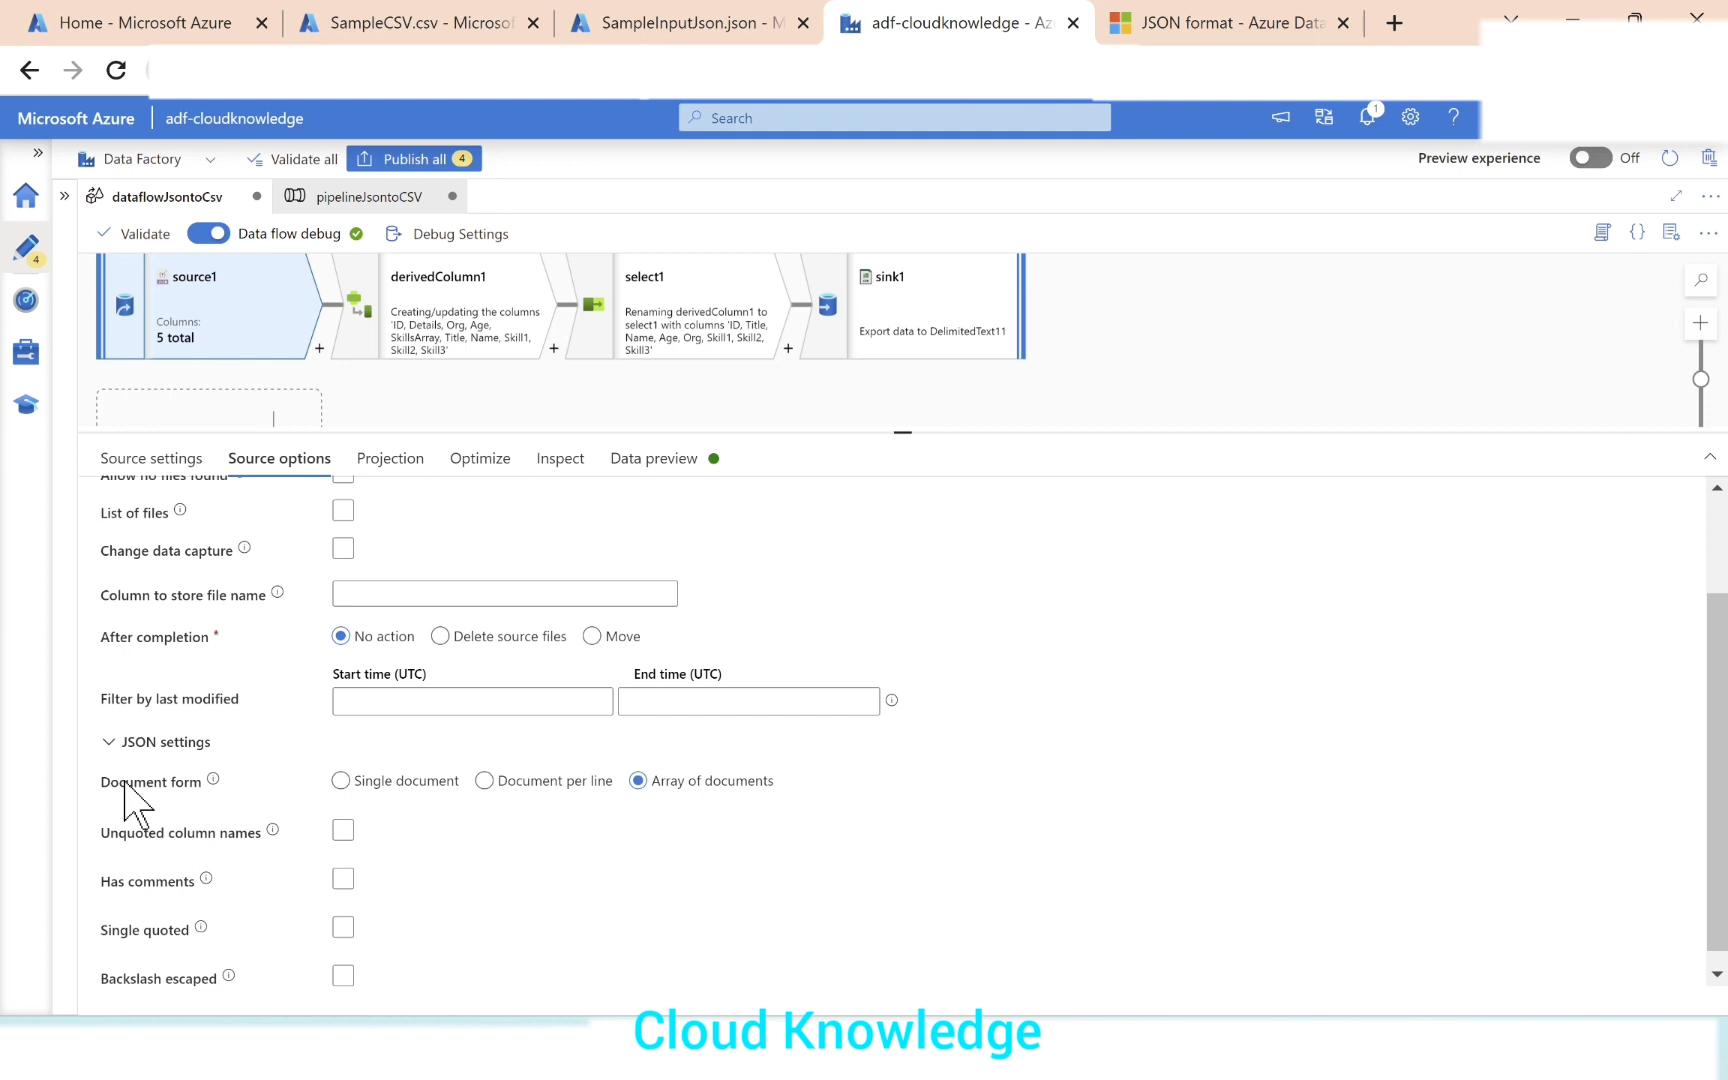 Home - Microsoft Azure
SampleCSV.csv - Microsof
SampleInputJson.json - M
adf-cloudknowledge - Az
JSON format - Azure Data
Microsoft Azure
adf-cloudknowledge
Search
1
Data Factory
Validate all
Publish all 4
Preview experience
Off
dataflowJsontoCsv
pipelineJsontoCSV
Validate
Data flow debug
Debug Settings
4
source1
Columns:
5 total
derivedColumn1
Creating/updating the columns
'ID, Details, Org, Age,
SkillsArray, Title, Name, Skill1,
Skill2, Skill3'
select1
Renaming derivedColumn1 to
select1 with columns 'ID, Title,
Name, Age, Org, Skill1, Skill2,
Skill3'
sink1
Export data to DelimitedText11
Source settings
Source options
Projection
Optimize
Inspect
Data preview
Allow no files found
List of files
Change data capture
Column to store file name
After completion *
No action
Delete source files
Move
Start time (UTC)
End time (UTC)
Filter by last modified
JSON settings
Document form
Single document
Document per line
Array of documents
Unquoted column names
Has comments
Single quoted
Backslash escaped
Cloud Knowledge